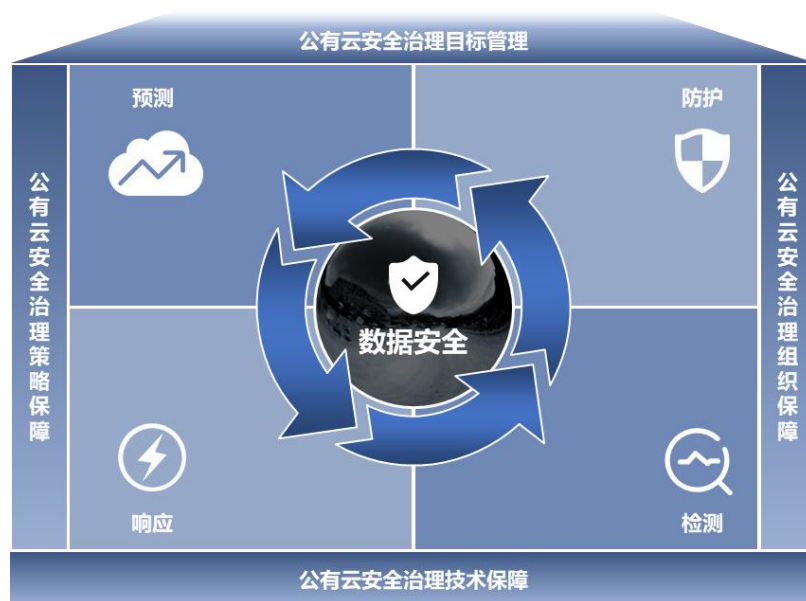 公有云安全治理目标管理
预测
防护
公有云安全治理策略保障
数据安全
公有云安全治理组织保障
响应
检测
公有云安全治理技术保障